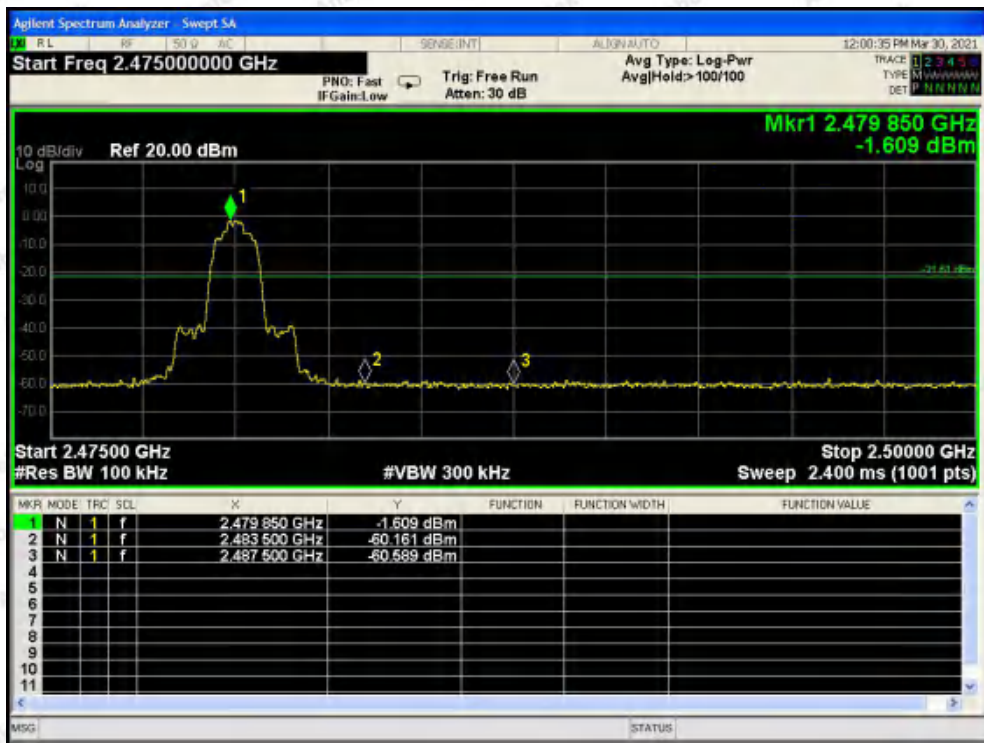 Agilent Spectrum Analyzer - Swept SA
LXI RL RF 50 Ω AC SENSE:INT ALIGN AUTO 12:00:35 PM Mar 30, 2021
Start Freq 2.475000000 GHz
PNO: Fast
IFGain:Low
Trig: Free Run
Atten: 30 dB
Avg Type: Log-Pwr
Avg|Hold:>100/100
TRACE 1 2 3 4 5 6
TYPE M
DET P N N N N N
Mkr1 2.479 850 GHz
-1.609 dBm
10 dB/div Ref 20.00 dBm
Log
10.0
0.00
-10.0
-20.0
-30.0
-40.0
-50.0
-60.0
-70.0
1
2
3
-21.61 dBm
Start 2.47500 GHz Stop 2.50000 GHz
#Res BW 100 kHz #VBW 300 kHz Sweep 2.400 ms (1001 pts)
MKR MODE TRC SCL X Y FUNCTION FUNCTION WIDTH FUNCTION VALUE
1 N 1 f 2.479 850 GHz -1.609 dBm
2 N 1 f 2.483 500 GHz -60.161 dBm
3 N 1 f 2.487 500 GHz -60.589 dBm
4
5
6
7
8
9
10
11
MSG STATUS